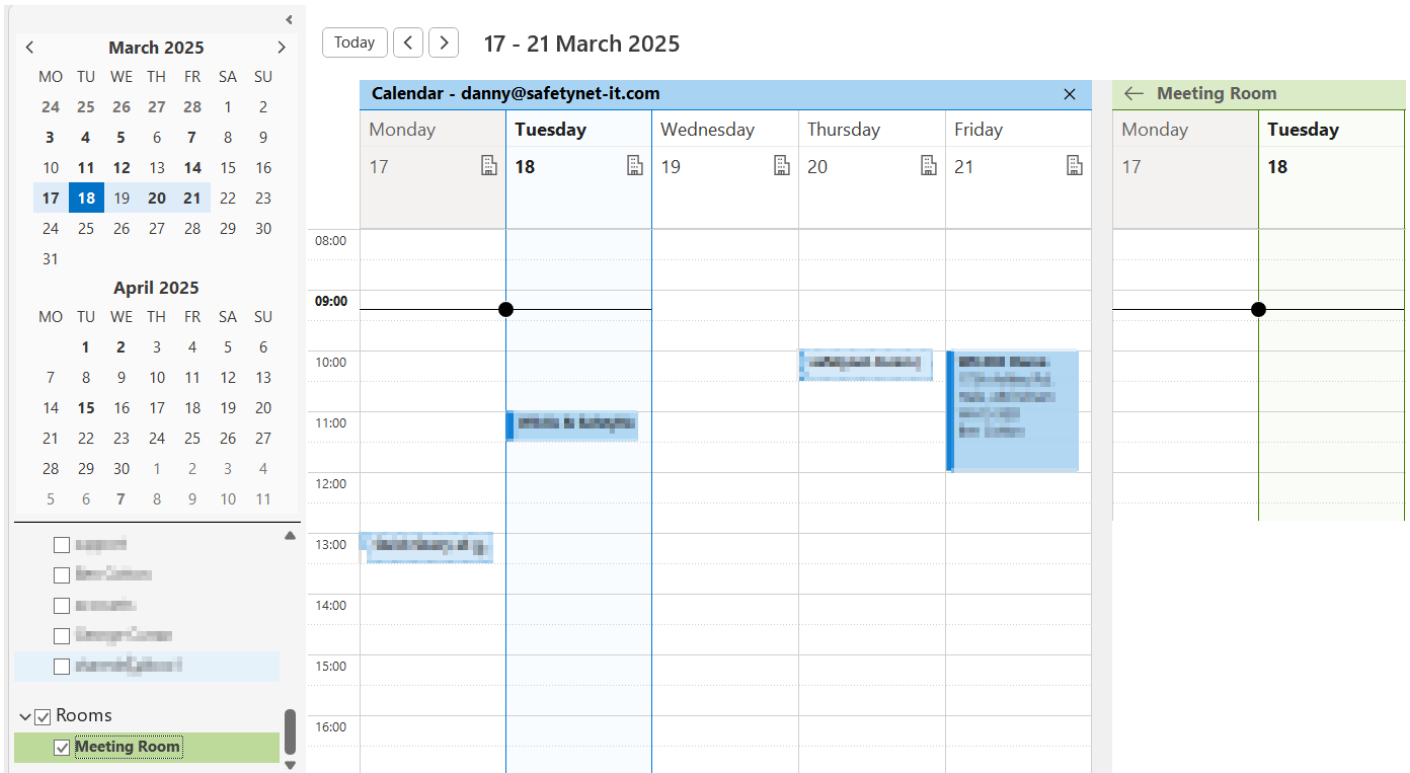 March 2025
MO TU WE TH FR SA SU
24 25 26 27 28 1 2
3 4 5 6 7 8 9
10 11 12 13 14 15 16
17 18 19 20 21 22 23
24 25 26 27 28 29 30
31
April 2025
MO TU WE TH FR SA SU
1 2 3 4 5 6
7 8 9 10 11 12 13
14 15 16 17 18 19 20
21 22 23 24 25 26 27
28 29 30 1 2 3 4
5 6 7 8 9 10 11
Rooms
Meeting Room
Today
17 - 21 March 2025
Calendar - danny@safetynet-it.com
Monday Tuesday Wednesday Thursday Friday
17 18 19 20 21
08:00
09:00
10:00
11:00
12:00
13:00
14:00
15:00
16:00
Meeting Room
Monday Tuesday
17 18